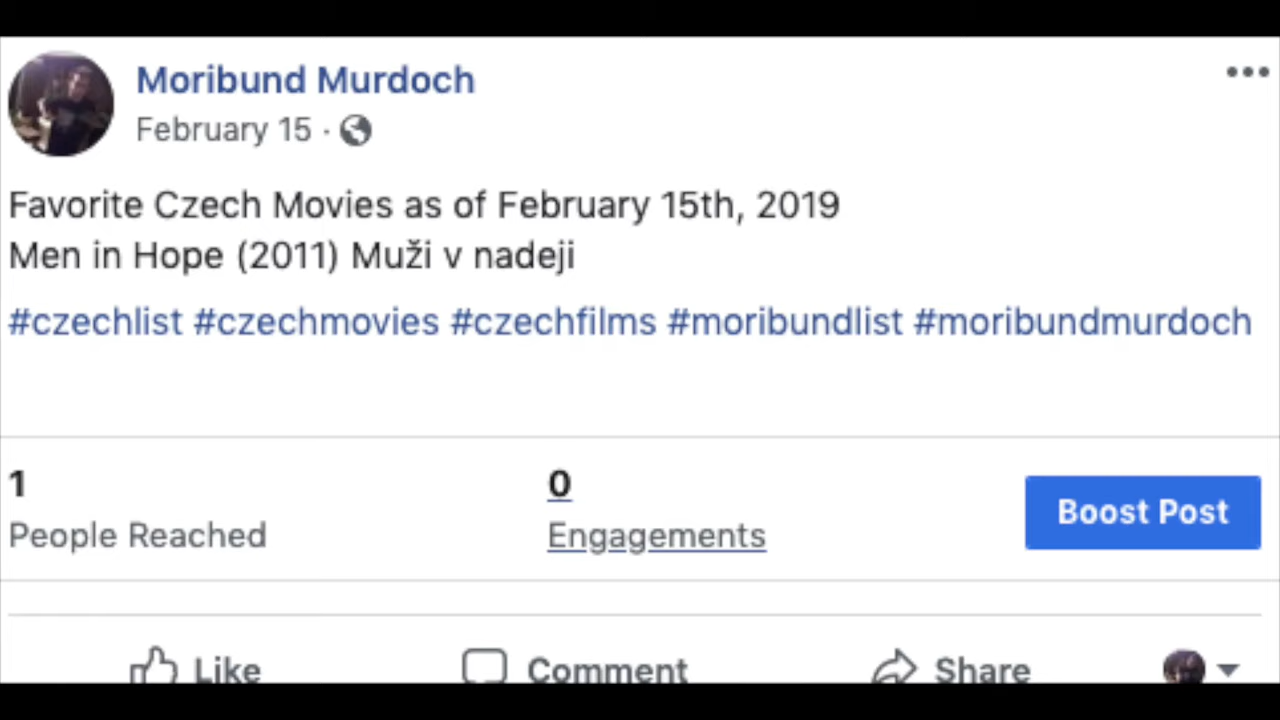 Moribund Murdoch
February 15 ·
Favorite Czech Movies as of February 15th, 2019
Men in Hope (2011) Muži v nadeji
#czechlist #czechmovies #czechfilms #moribundlist #moribundmurdoch
1 0
People Reached Engagements Boost Post
Like Comment Share